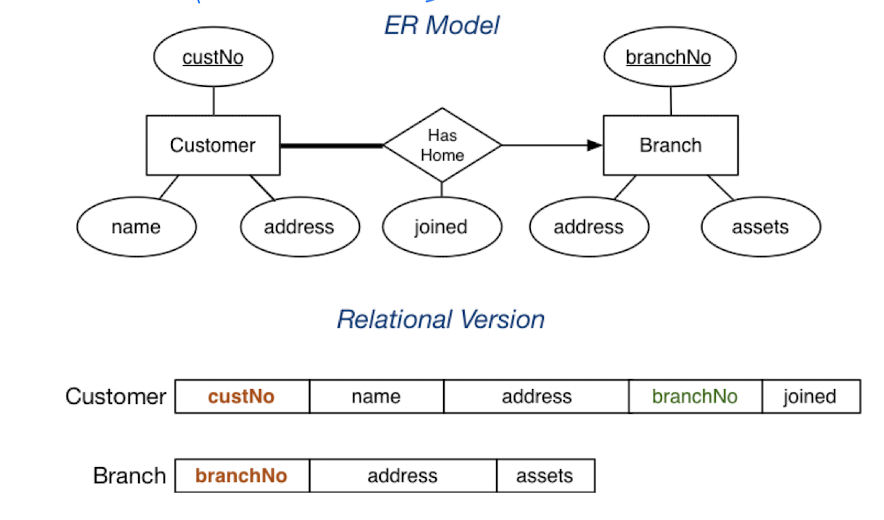 ER Model
custNo
branchNo
Customer
Has
Home
Branch
name
address
joined
address
assets
Relational Version
Customer custNo name address branchNo joined
Branch branchNo address assets